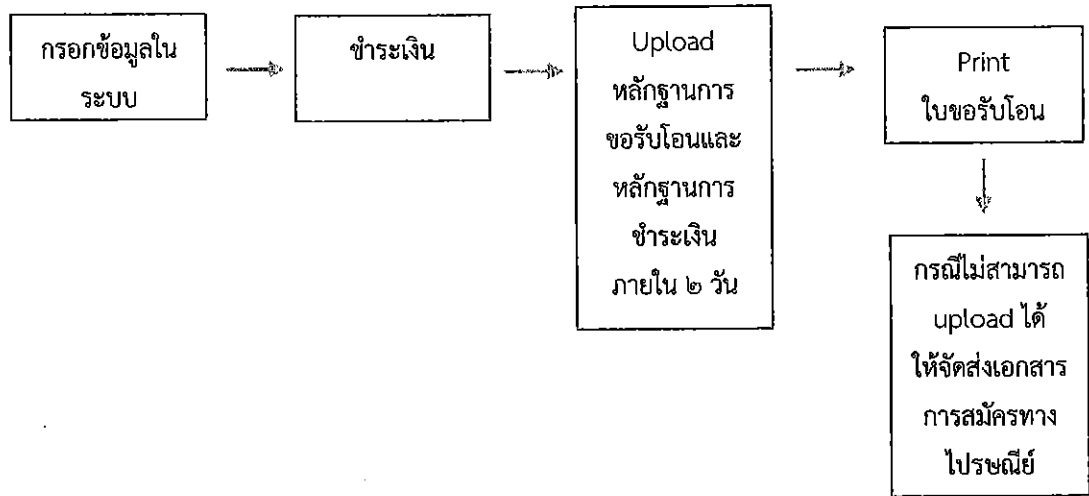 กรอกข้อมูลใน
ระบบ
ชำระเงิน
Upload
หลักฐานการ
ขอรับโอนและ
หลักฐานการ
ชำระเงิน
ภายใน ๒ วัน
Print
ใบขอรับโอน
กรณีไม่สามารถ
upload ได้
ให้จัดส่งเอกสาร
การสมัครทาง
ไปรษณีย์